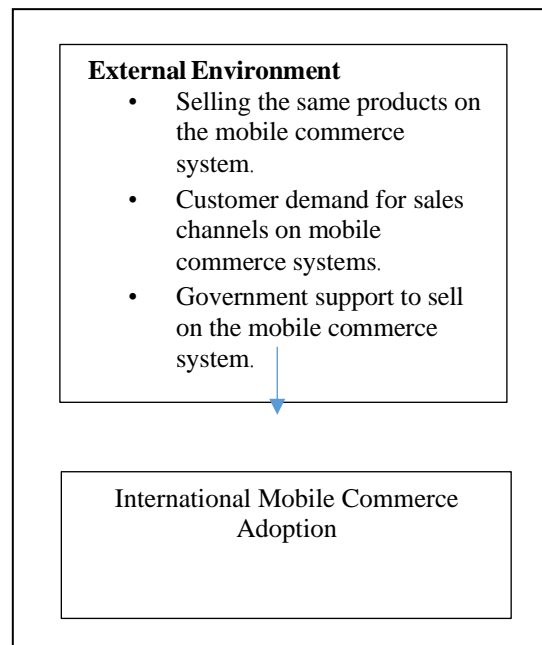 External Environment
• Selling the same products on
the mobile commerce
system.
• Customer demand for sales
channels on mobile
commerce systems.
• Government support to sell
on the mobile commerce
system.
International Mobile Commerce
Adoption